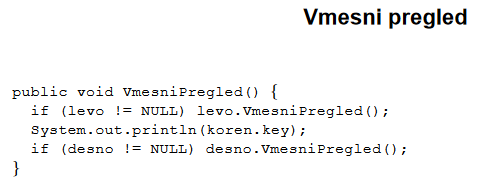 Vmesni pregled
public void VmesniPregled() {
  if (levo != NULL) levo.VmesniPregled();
  System.out.println(koren.key);
  if (desno != NULL) desno.VmesniPregled();
}